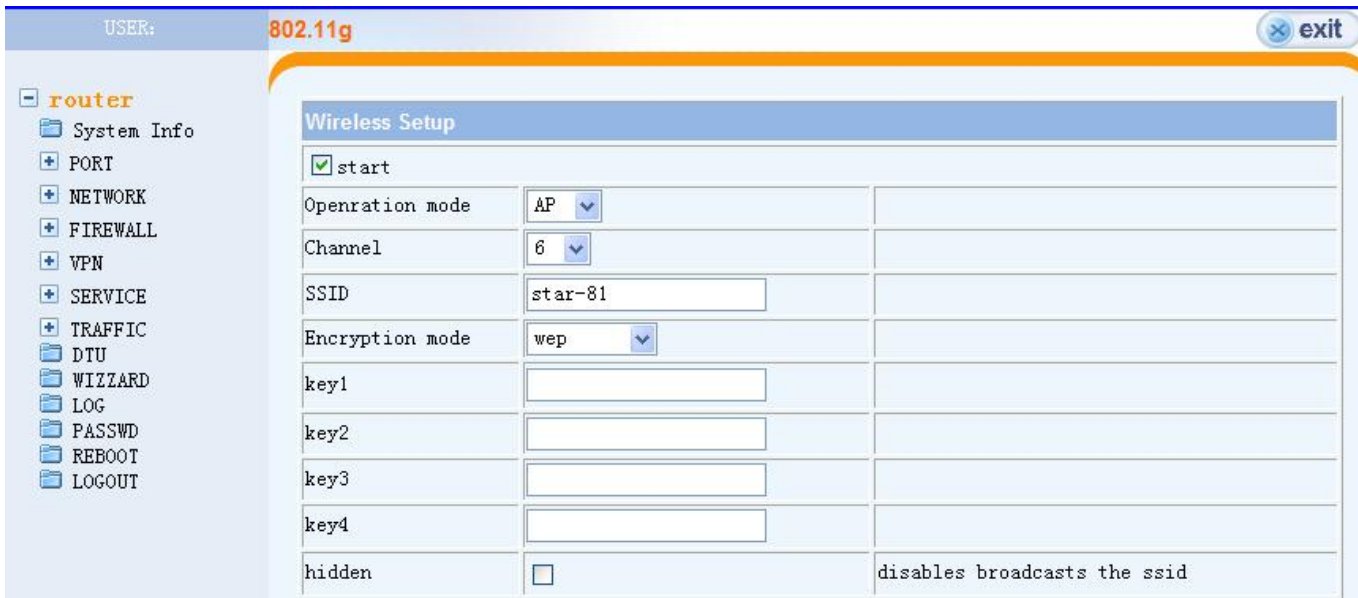 USER:
802.11g
exit
router
System Info
PORT
NETWORK
FIREWALL
VPN
SERVICE
TRAFFIC
DTU
WIZZARD
LOG
PASSWD
REBOOT
LOGOUT
Wireless Setup
start
Openration mode AP
Channel 6
SSID star-81
Encryption mode wep
key1
key2
key3
key4
hidden disables broadcasts the ssid